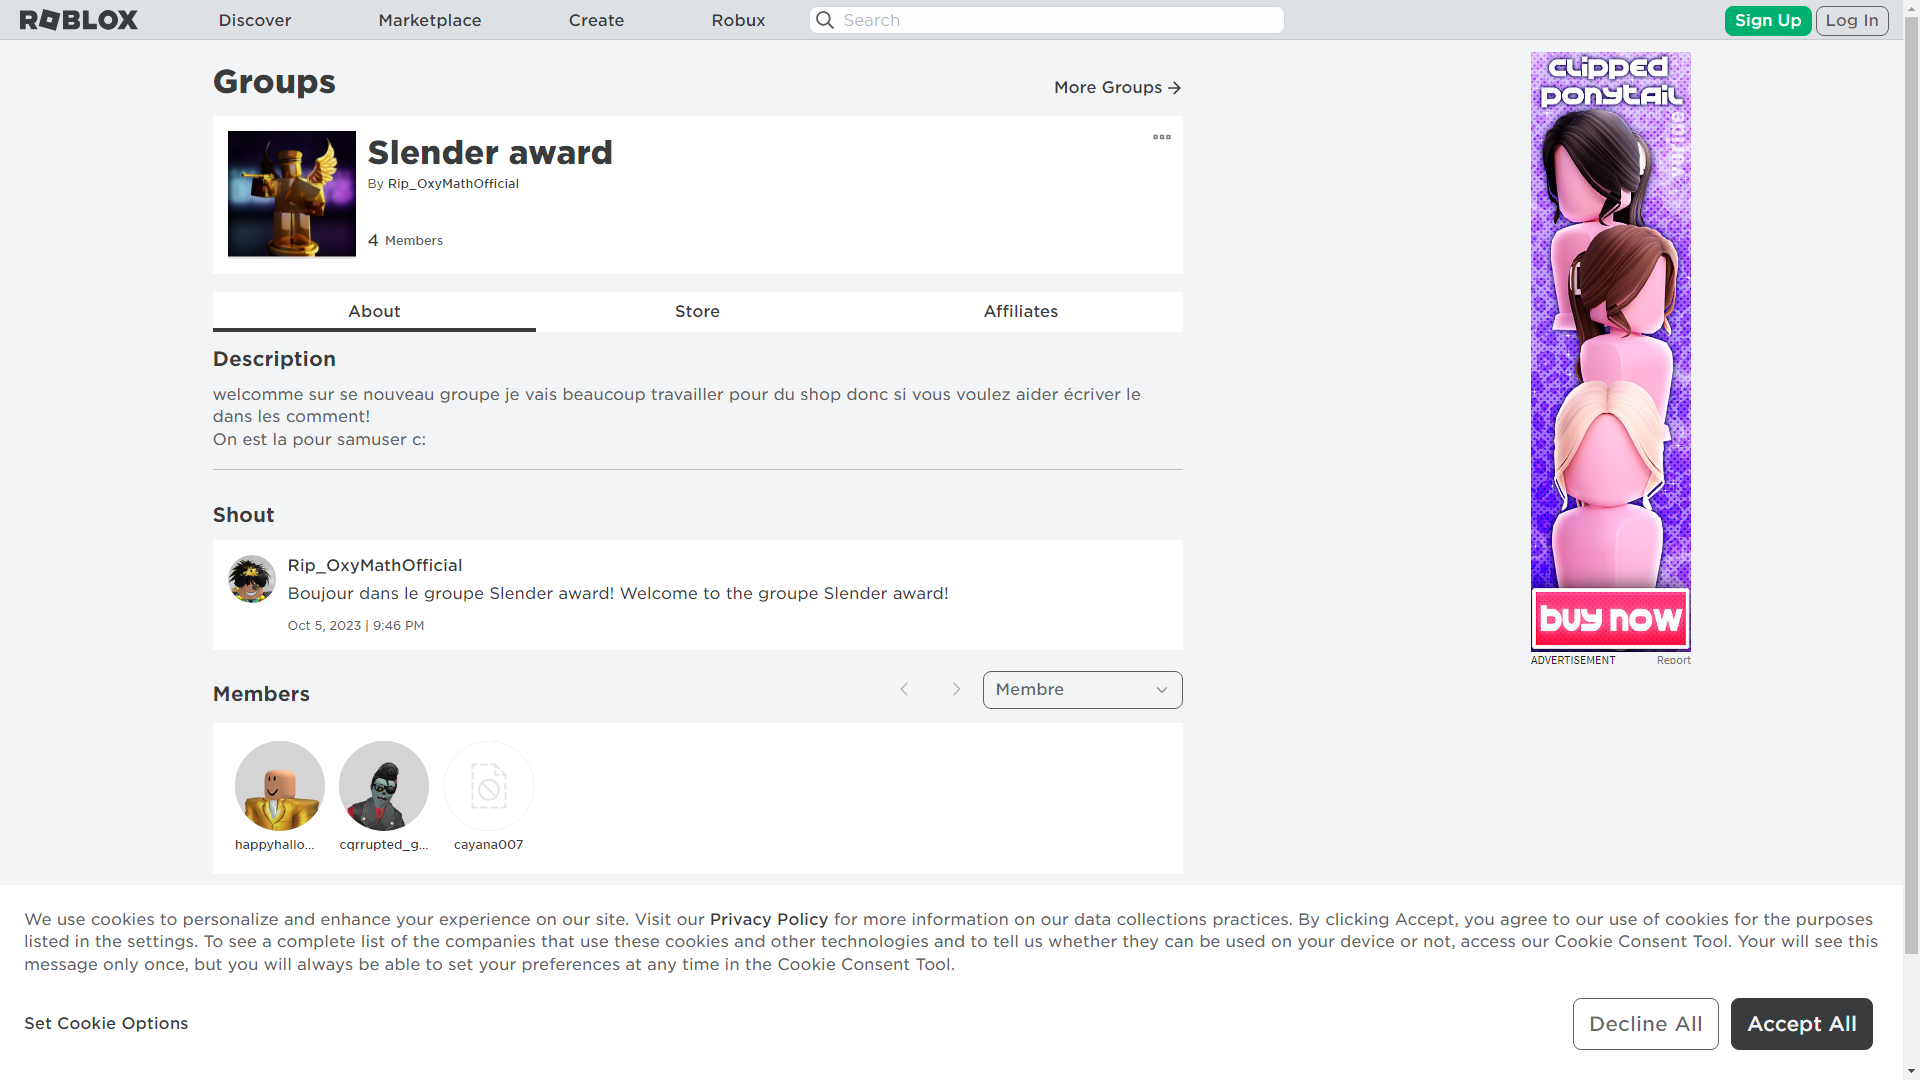 ROBLOX
Discover
Marketplace
Create
Robux
Search
Sign Up
Log In
Groups
More Groups
Slender award
By Rip_OxyMathOfficial
4 Members
About
Store
Affiliates
Description
welcomme sur se nouveau groupe je vais beaucoup travailler pour du shop donc si vous voulez aider écriver le
dans les comment!
On est la pour samuser c:
Shout
Rip_OxyMathOfficial
Boujour dans le groupe Slender award! Welcome to the groupe Slender award!
Oct 5, 2023 | 9:46 PM
Members
Membre
happyhallo...
cqrrupted_g...
cayana007
clipped
ponytail
buy now
ADVERTISEMENT
Report
We use cookies to personalize and enhance your experience on our site. Visit our Privacy Policy for more information on our data collections practices. By clicking Accept, you agree to our use of cookies for the purposes
listed in the settings. To see a complete list of the companies that use these cookies and other technologies and to tell us whether they can be used on your device or not, access our Cookie Consent Tool. Your will see this
message only once, but you will always be able to set your preferences at any time in the Cookie Consent Tool.
Set Cookie Options
Decline All
Accept All